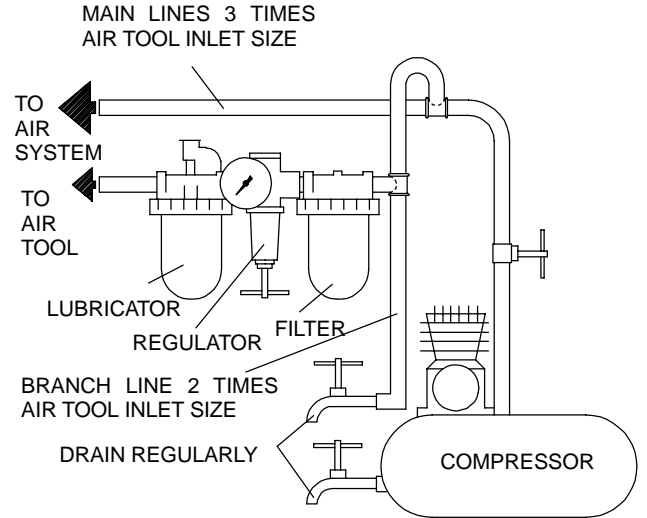 MAIN LINES 3 TIMES
AIR TOOL INLET SIZE
TO
AIR
SYSTEM
TO
AIR
TOOL
LUBRICATOR
REGULATOR
FILTER
BRANCH LINE 2 TIMES
AIR TOOL INLET SIZE
DRAIN REGULARLY
COMPRESSOR